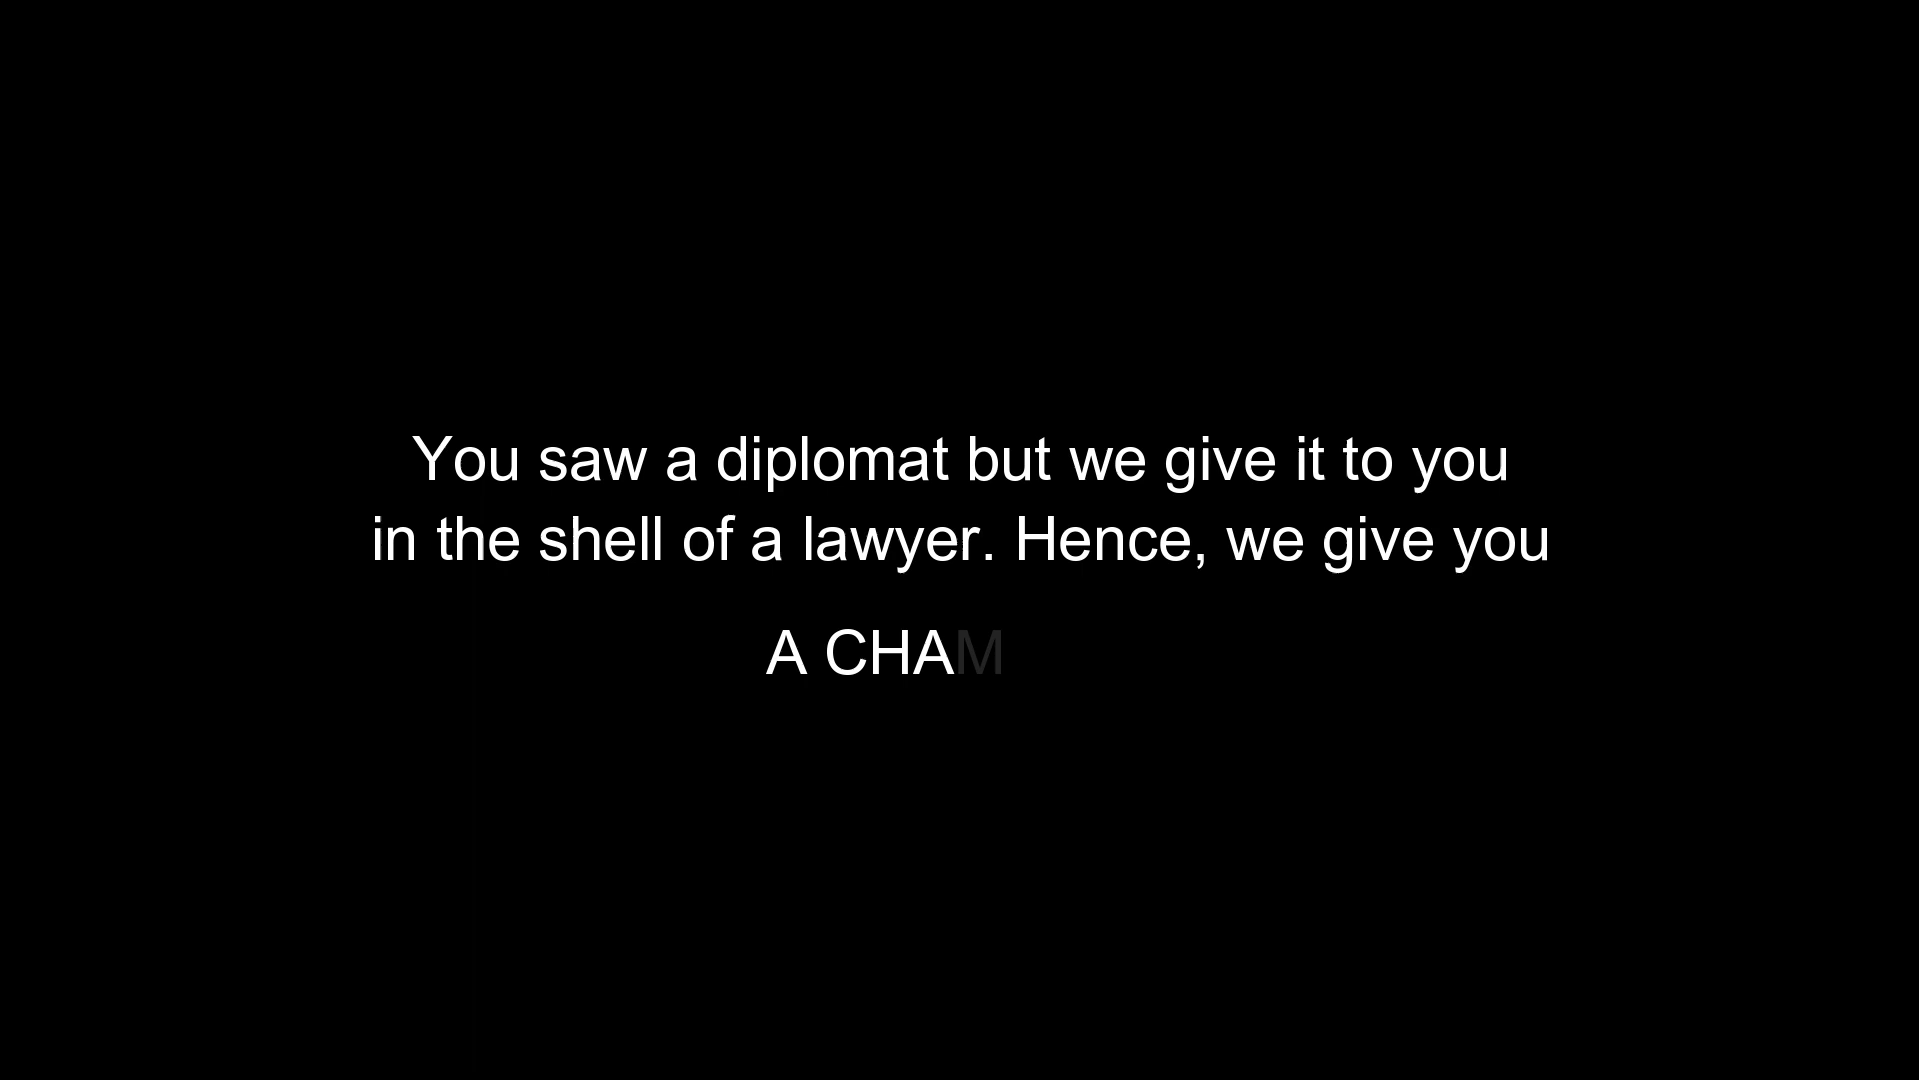 You saw a diplomat but we give it to you
in the shell of a lawyer. Hence, we give you
A CHAM